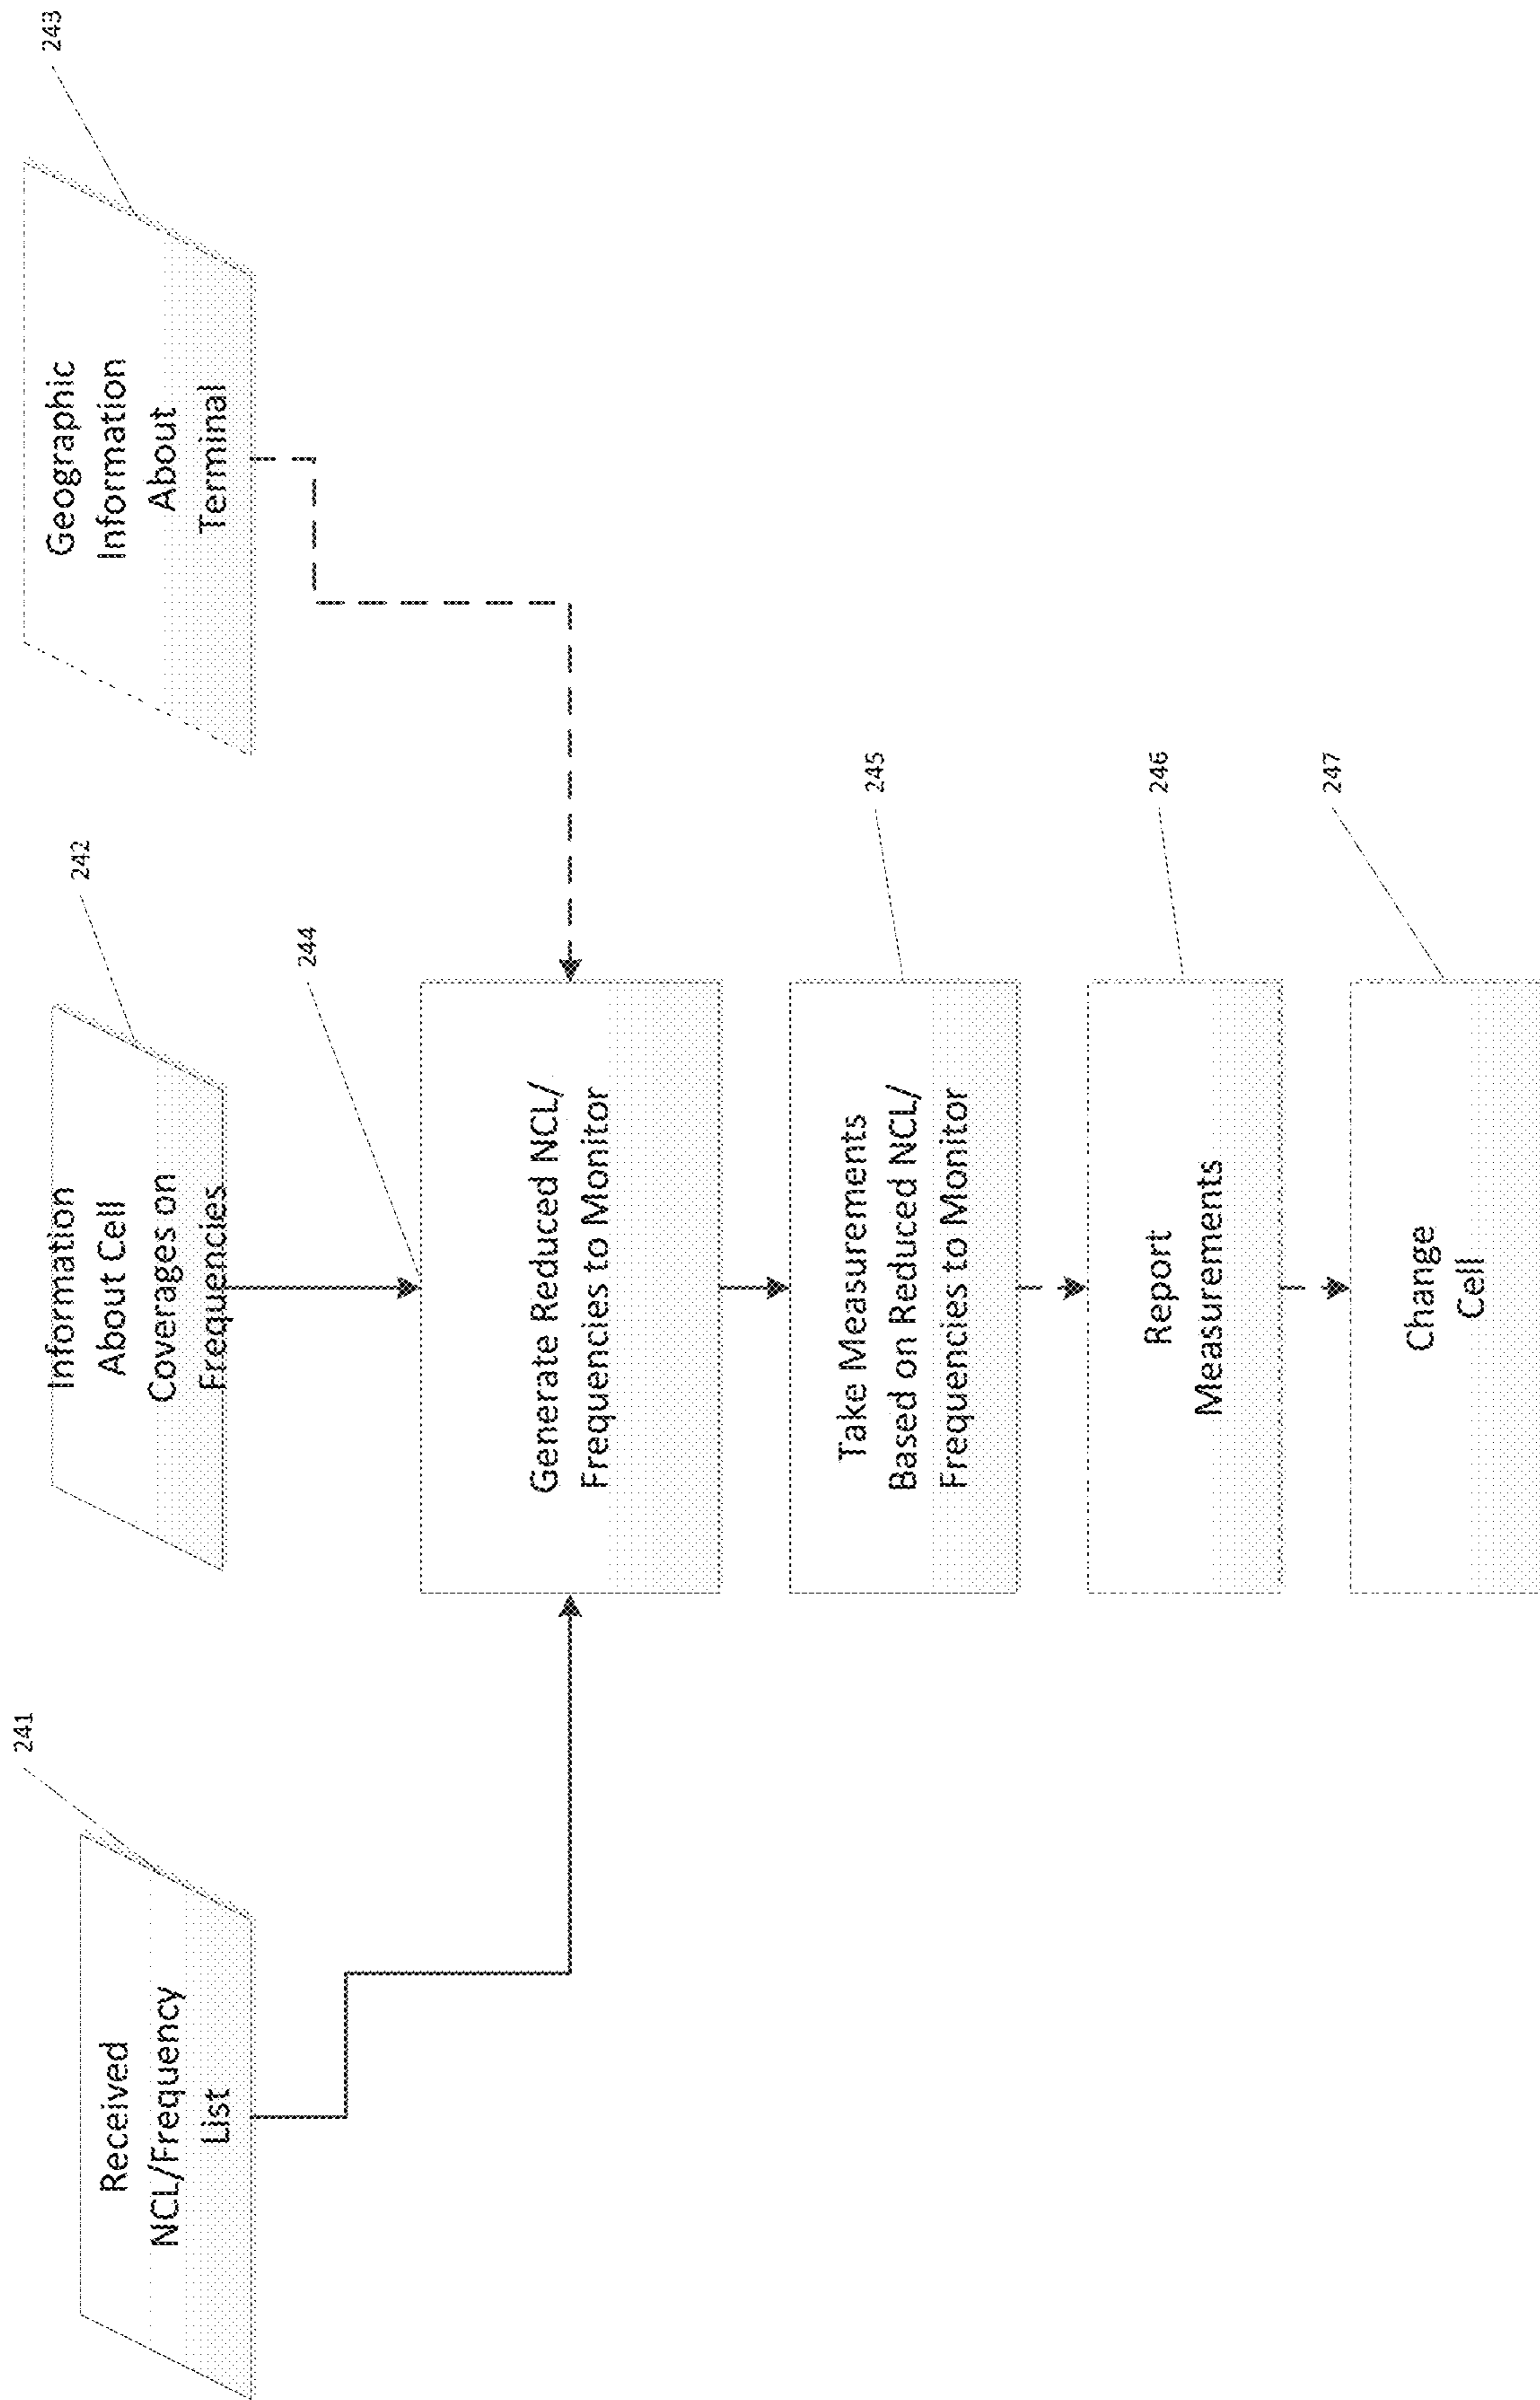 241
Received
NCL/Frequency
List
242
Information
About Cell
Coverages on
Frequencies
243
Geographic
Information
About
Terminal
244
Generate Reduced NCL/
Frequencies to Monitor
245
Take Measurements
Based on Reduced NCL/
Frequencies to Monitor
246
Report
Measurements
247
Change
Cell